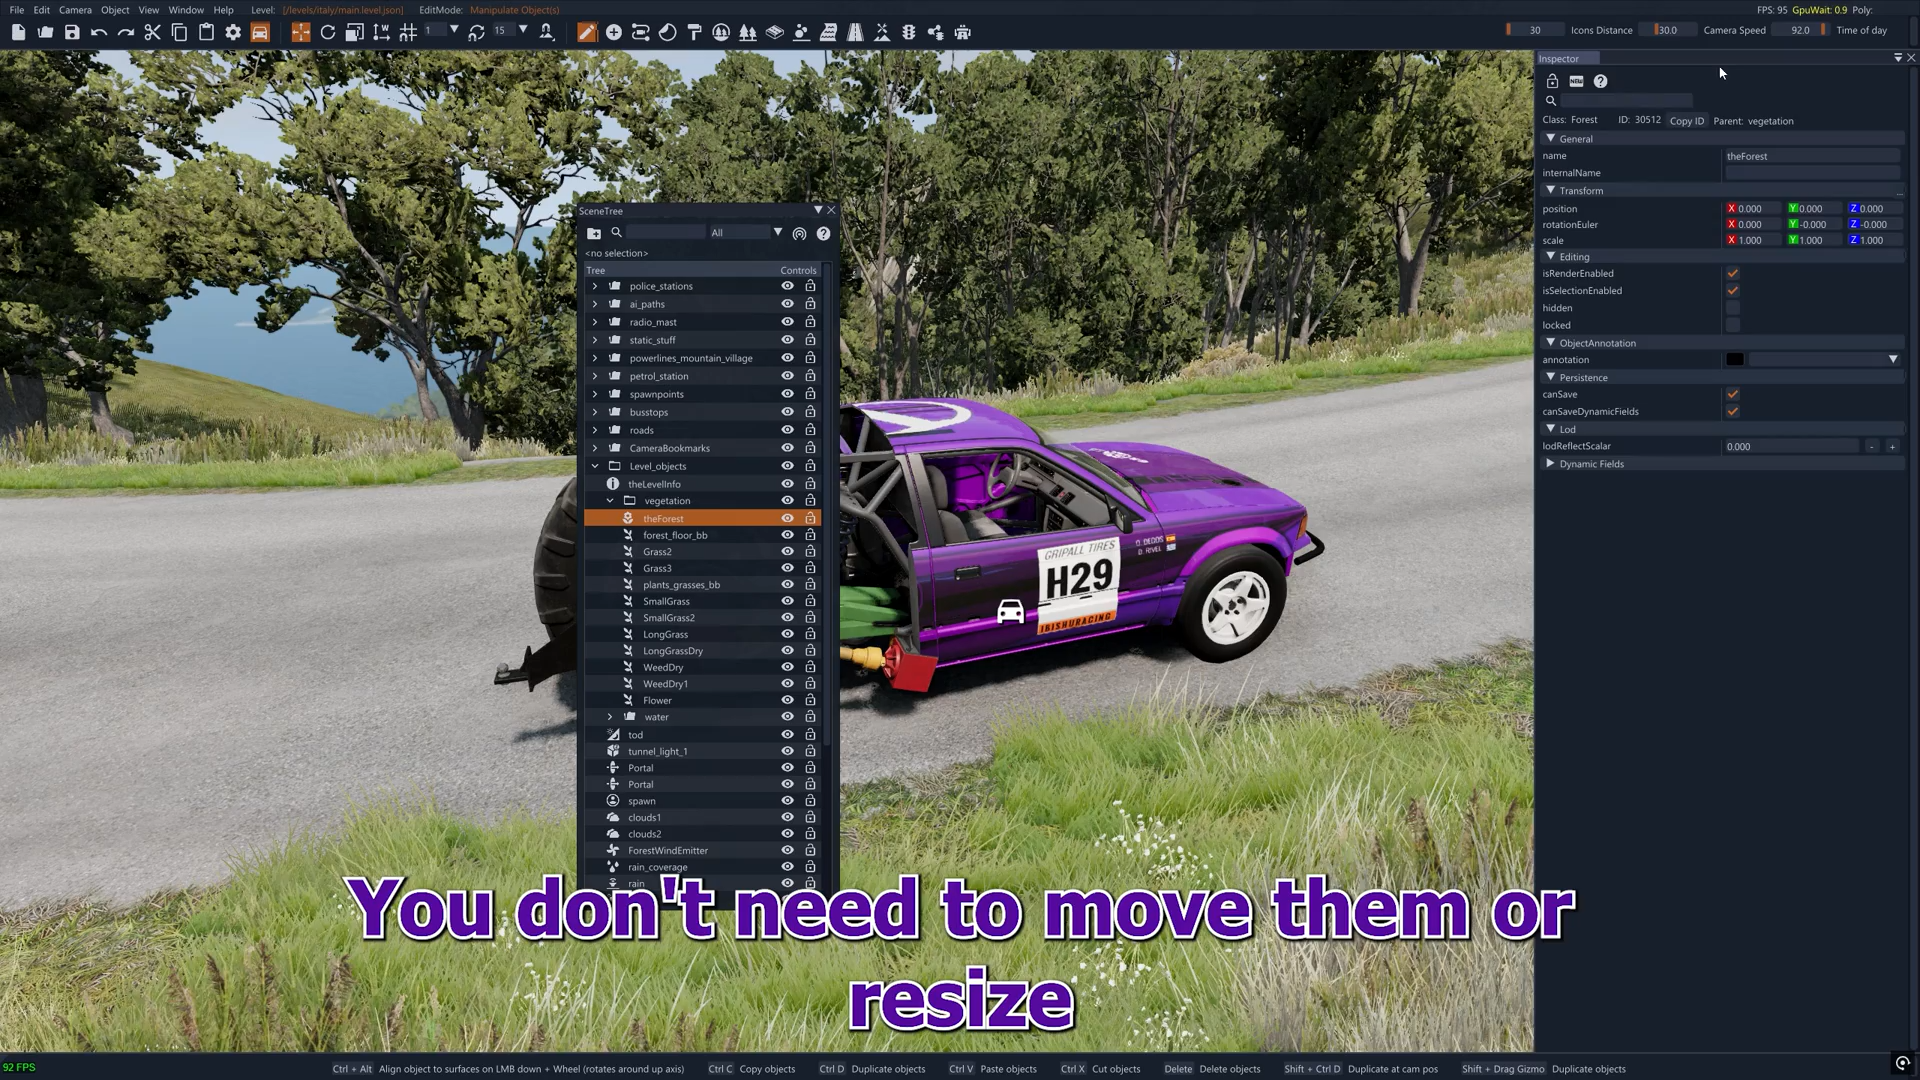 File Edit Camera Object View Window Help Level: [/levels/italy/main.level.json] EditMode: Manipulate Object(s) FPS: 95 GpuWait: 0.9 Poly:
1 15 30 Icons Distance 30.0 Camera Speed 92.0 Time of day
Inspector
NEW ?
Class: Forest ID: 30512 Copy ID Parent: vegetation
General
name theForest
internalName
Transform ...
position X 0.000 Y 0.000 Z 0.000
rotationEuler X 0.000 Y -0.000 Z -0.000
scale X 1.000 Y 1.000 Z 1.000
Editing
isRenderEnabled
isSelectionEnabled
hidden
locked
ObjectAnnotation
annotation
Persistence
canSave
canSaveDynamicFields
Lod
lodReflectScalar 0.000 - +
Dynamic Fields
SceneTree
All ?
<no selection>
Tree Controls
police_stations
ai_paths
radio_mast
static_stuff
powerlines_mountain_village
petrol_station
spawnpoints
busstops
roads
CameraBookmarks
Level_objects
theLevelInfo
vegetation
theForest
forest_floor_bb
Grass2
Grass3
plants_grasses_bb
SmallGrass
SmallGrass2
LongGrass
LongGrassDry
WeedDry
WeedDry1
Flower
water
tod
tunnel_light_1
Portal
Portal
spawn
clouds1
clouds2
ForestWindEmitter
rain_coverage
rain
GRIPALL TIRES
H29
IBISHURACING
D. DEDDS
D. RIVEL
You don't need to move them or
resize
92 FPS Ctrl + Alt Align object to surfaces on LMB down + Wheel (rotates around up axis) Ctrl C Copy objects Ctrl D Duplicate objects Ctrl V Paste objects Ctrl X Cut objects Delete Delete objects Shift + Ctrl D Duplicate at cam pos Shift + Drag Gizmo Duplicate objects